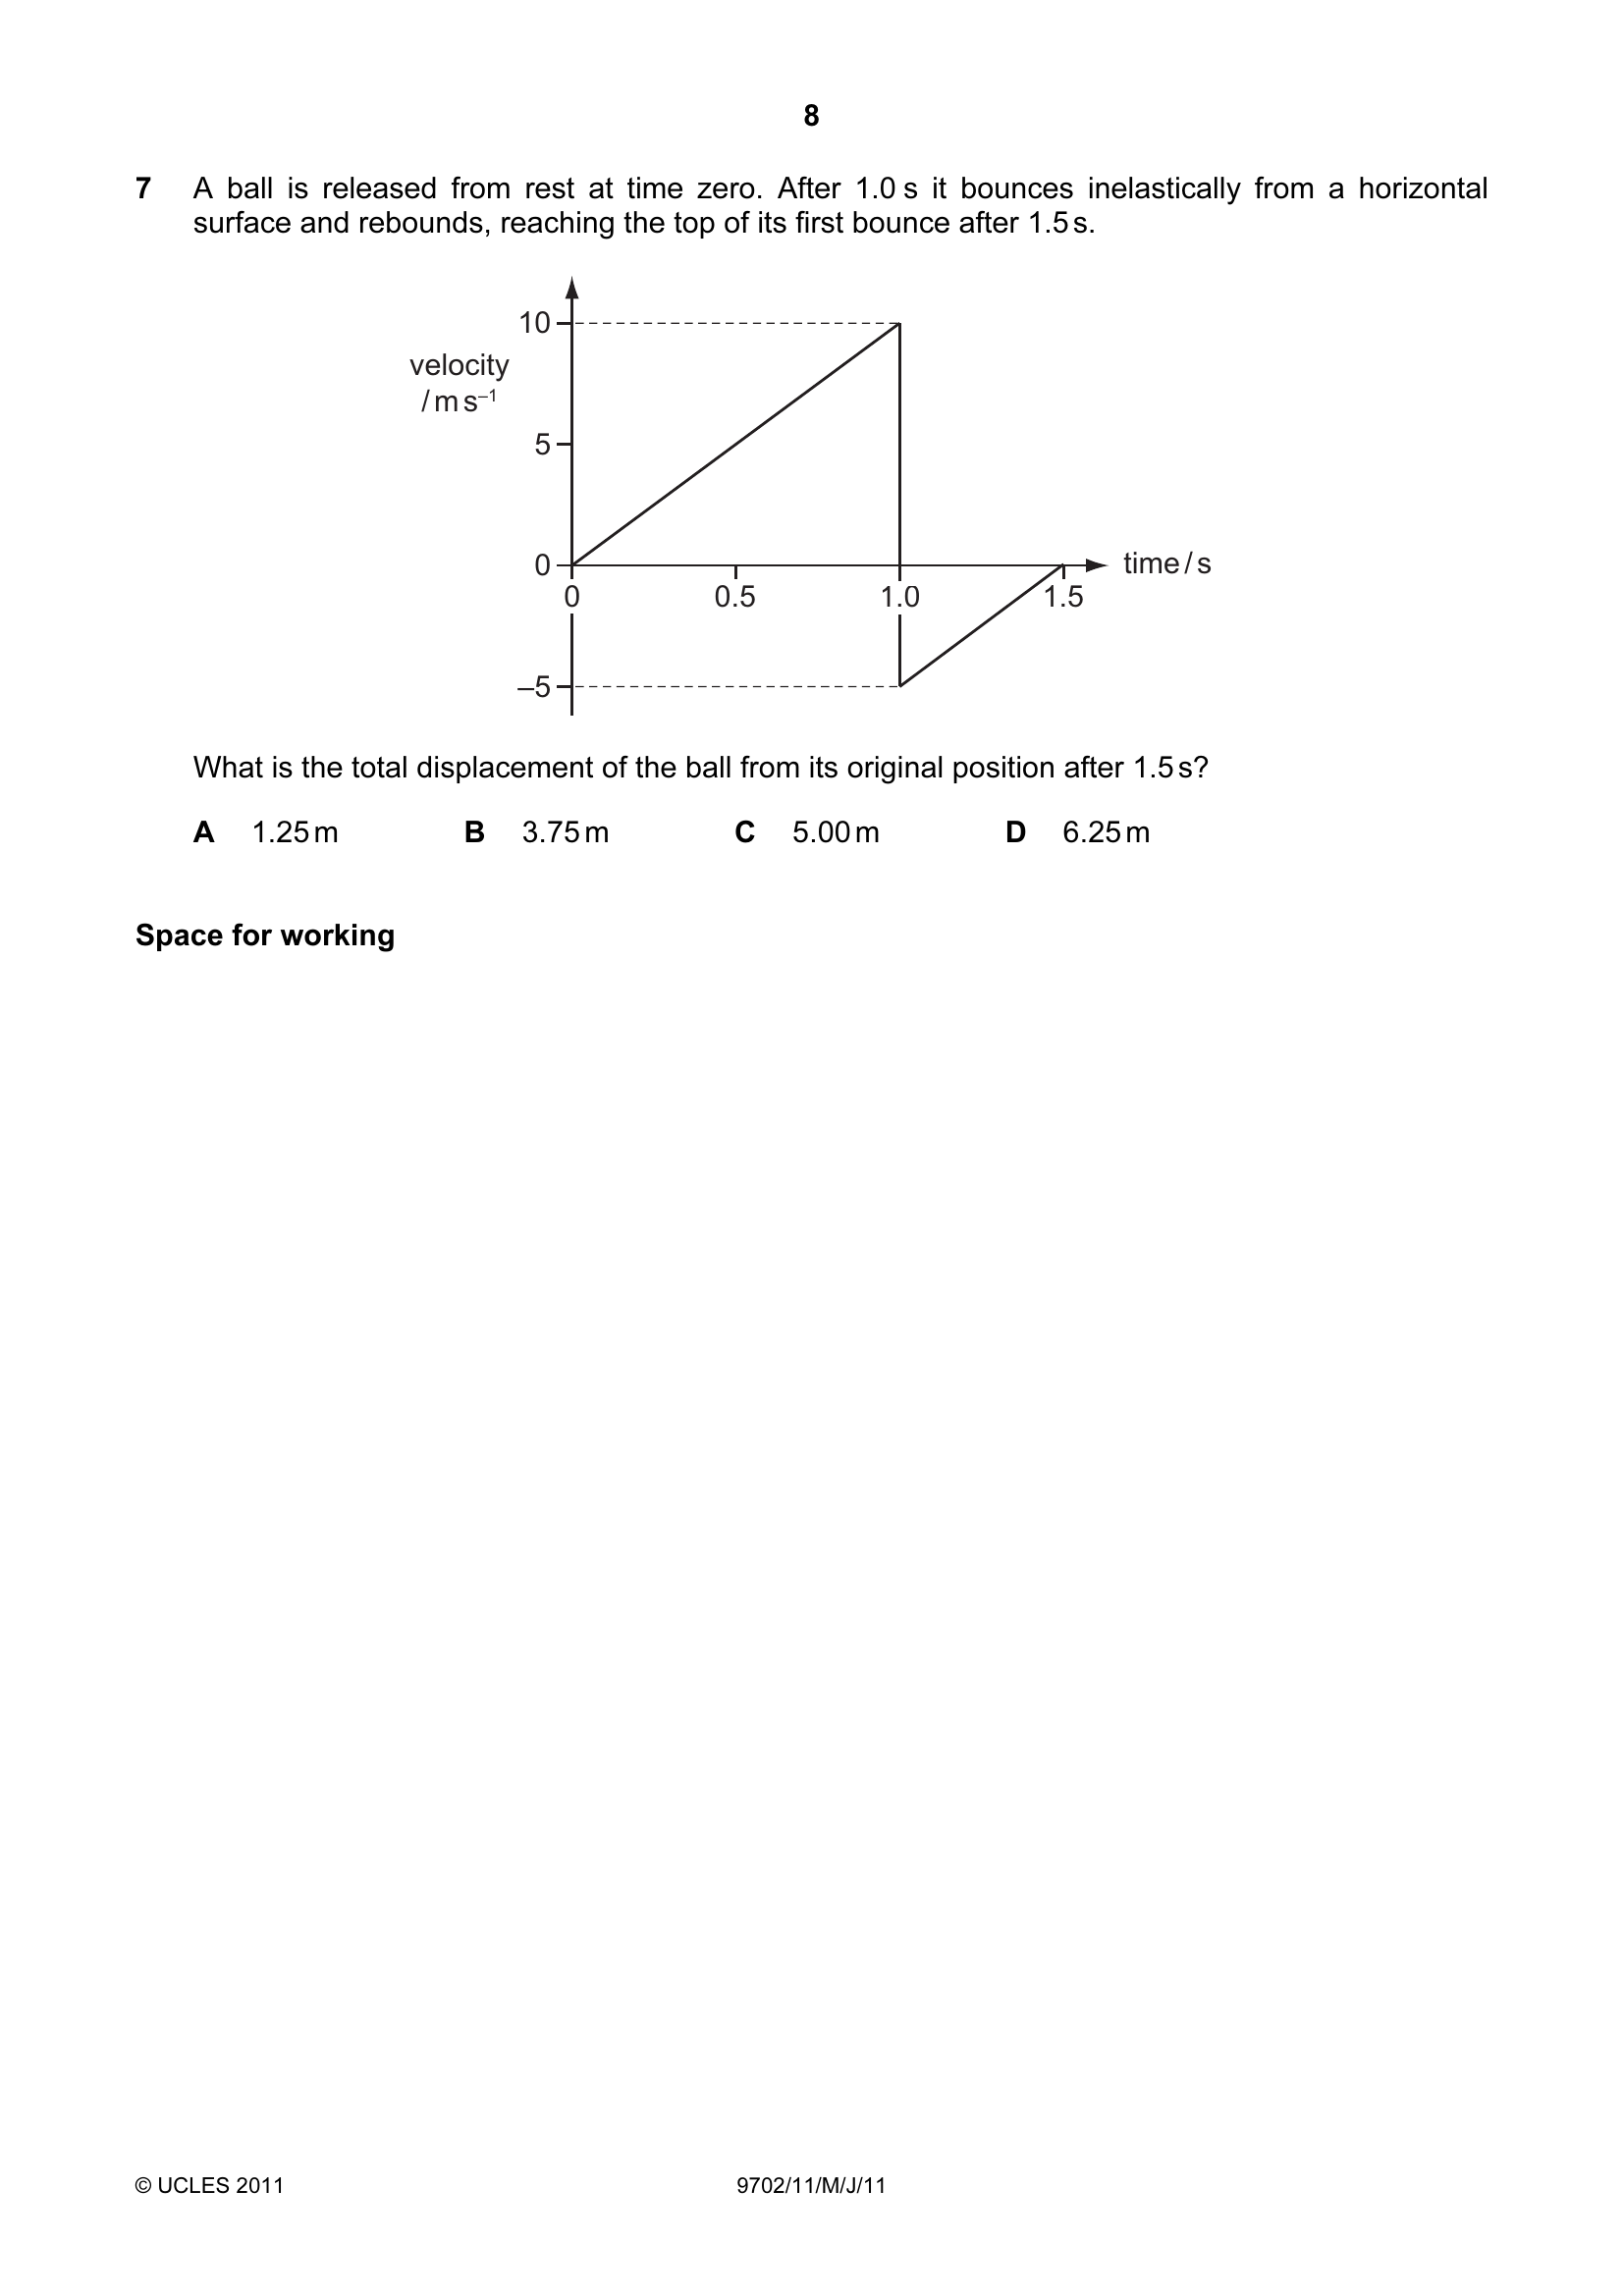 8
7 A ball is released from rest at time zero. After 1.0 s it bounces inelastically from a horizontal
surface and rebounds, reaching the top of its first bounce after 1.5 s.
10
velocity
/ m s⁻¹
5
0
time / s
0 0.5 1.0 1.5
–5
What is the total displacement of the ball from its original position after 1.5 s?
A 1.25 m B 3.75 m C 5.00 m D 6.25 m
Space for working
© UCLES 2011 9702/11/M/J/11